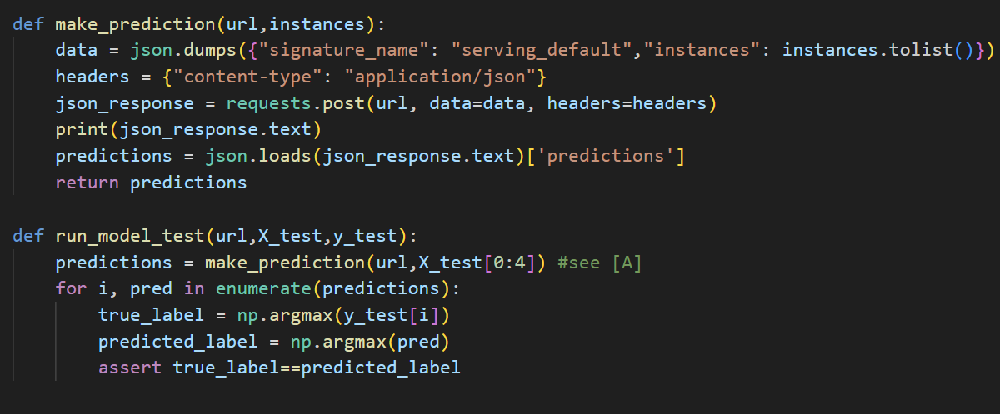 def make_prediction(url,instances):
    data = json.dumps({"signature_name": "serving_default","instances": instances.tolist()})
    headers = {"content-type": "application/json"}
    json_response = requests.post(url, data=data, headers=headers)
    print(json_response.text)
    predictions = json.loads(json_response.text)['predictions']
    return predictions

def run_model_test(url,X_test,y_test):
    predictions = make_prediction(url,X_test[0:4]) #see [A]
    for i, pred in enumerate(predictions):
        true_label = np.argmax(y_test[i])
        predicted_label = np.argmax(pred)
        assert true_label==predicted_label